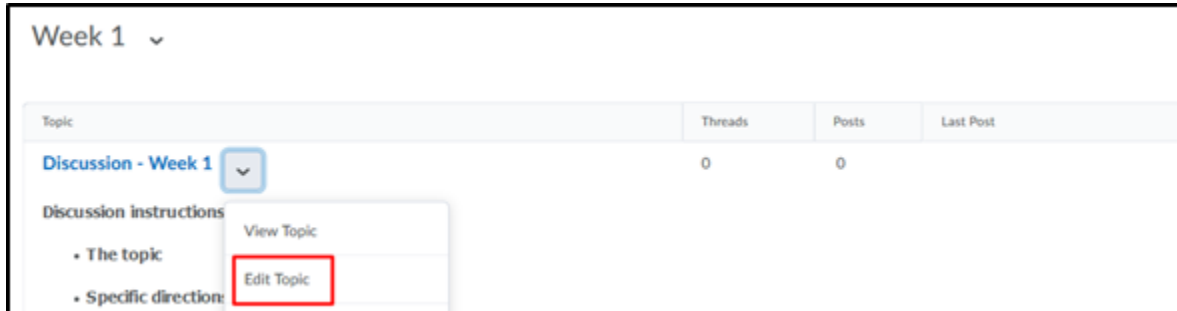 Week 1
Topic Threads Posts Last Post
Discussion - Week 1 0 0
Discussion instructions
View Topic
• The topic
Edit Topic
• Specific direction